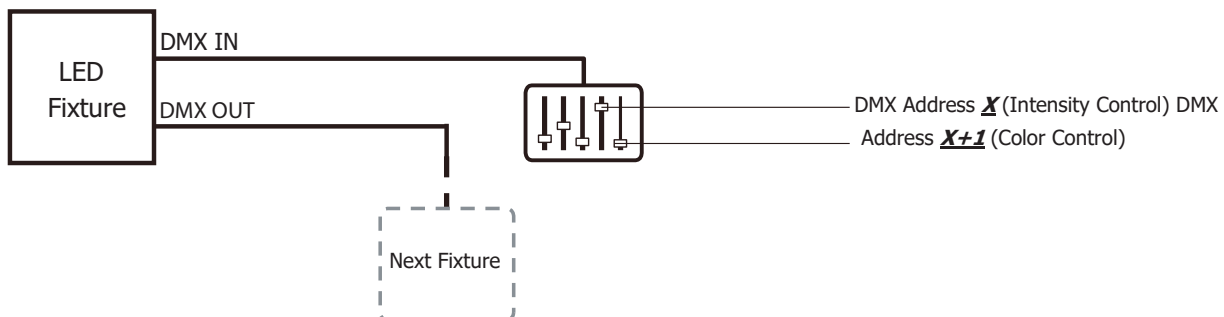 DMX IN
LED
Fixture
DMX OUT
DMX Address X (Intensity Control) DMX
Address X+1 (Color Control)
Next Fixture